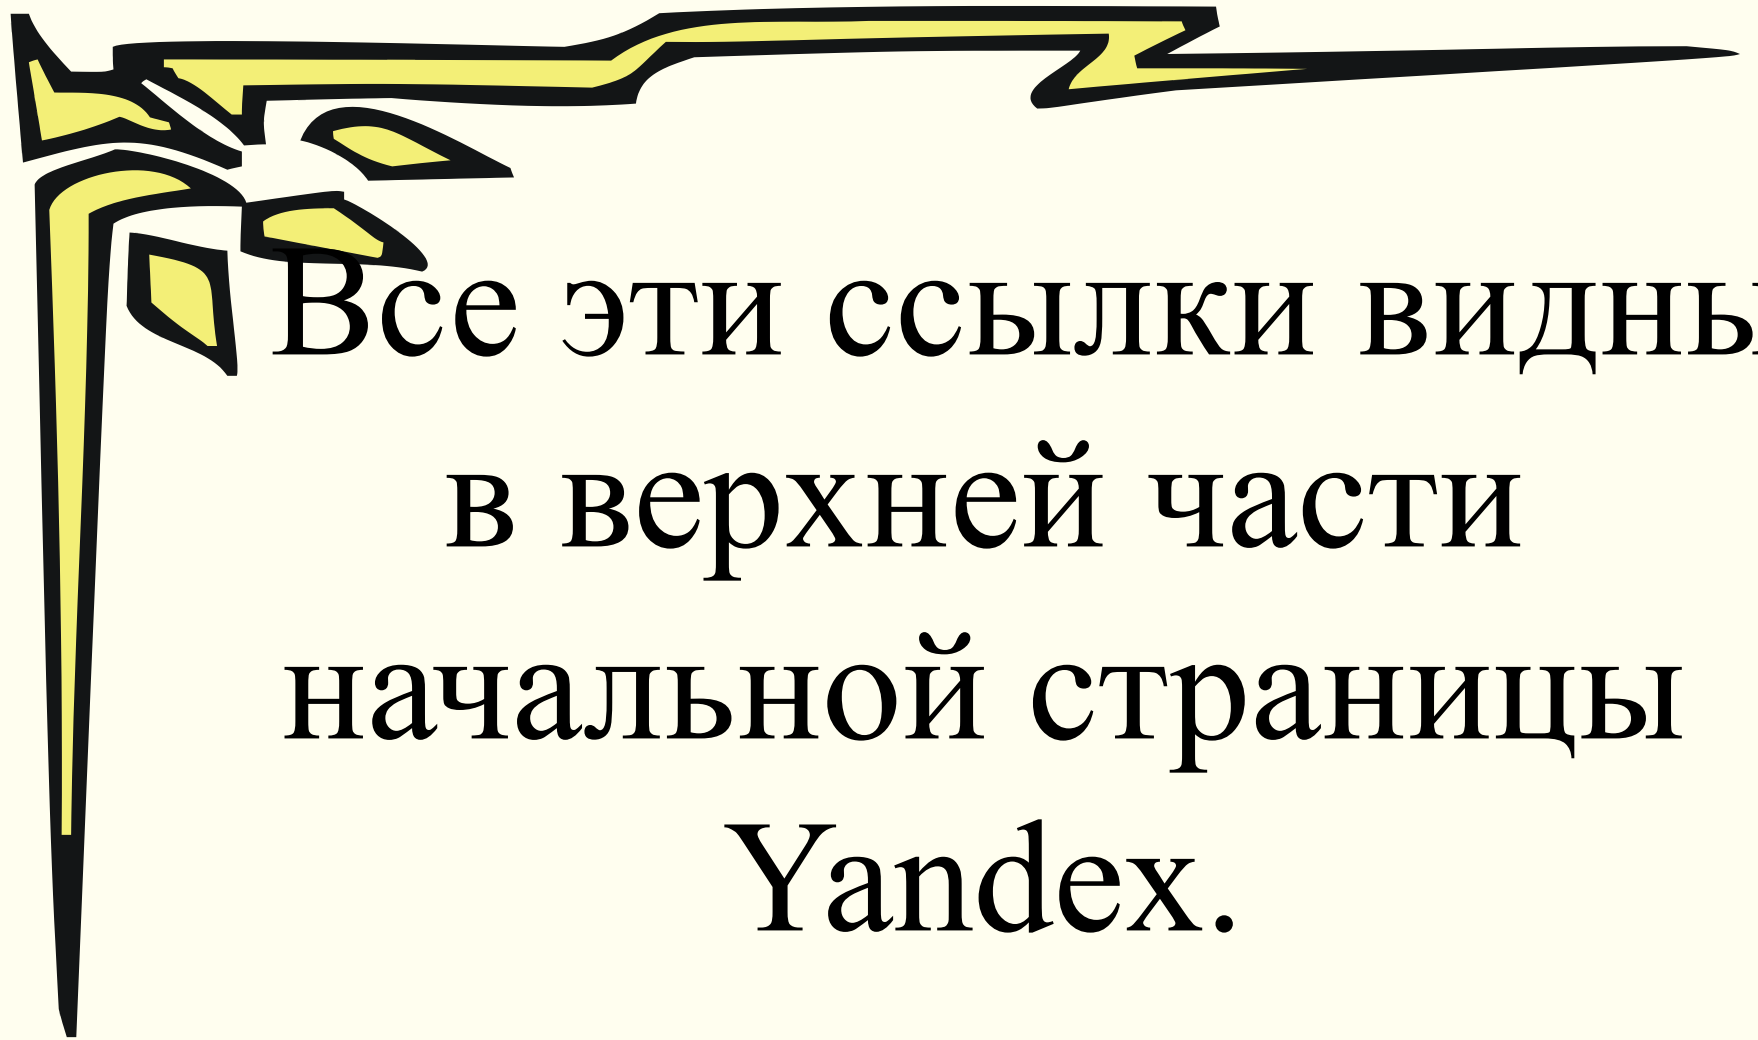 Все эти ссылки видны
в верхней части
начальной страницы
Yandex.